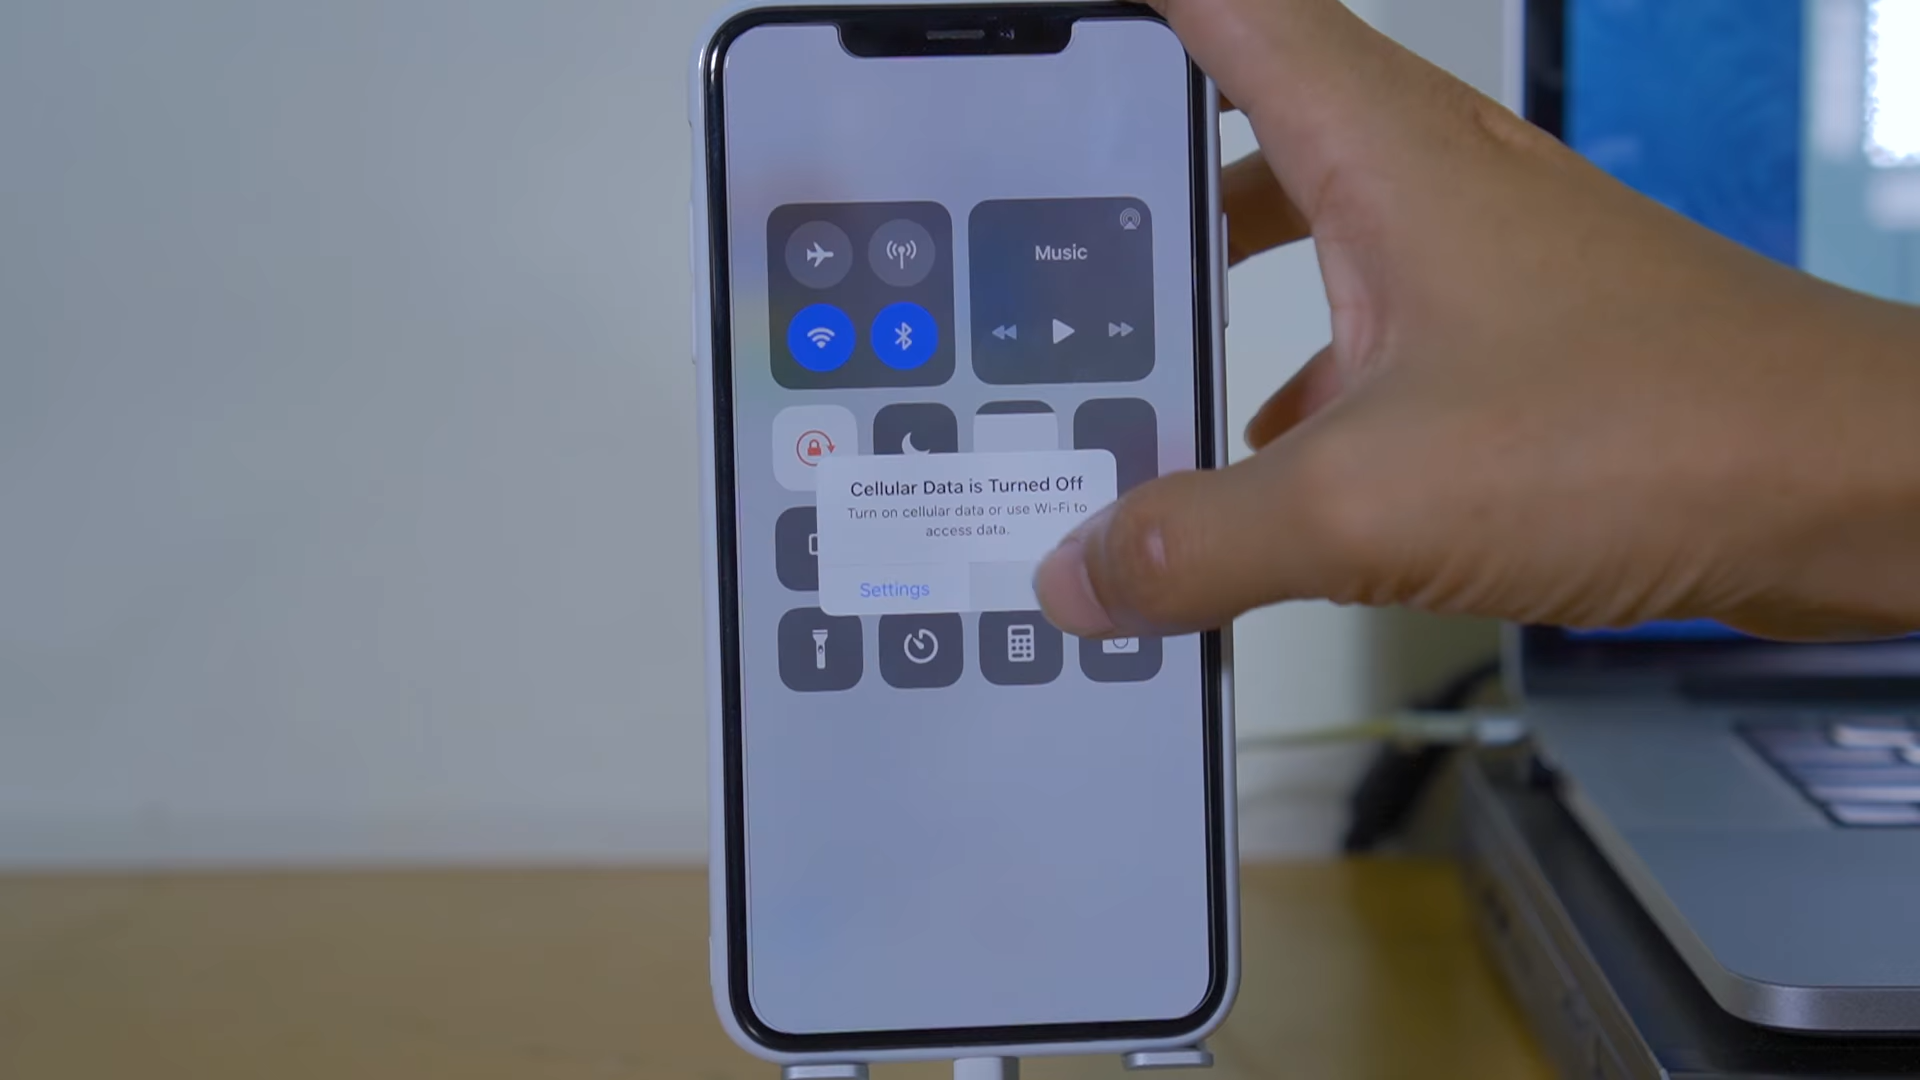 Music
Cellular Data is Turned Off
Turn on cellular data or use Wi-Fi to
access data.
Settings